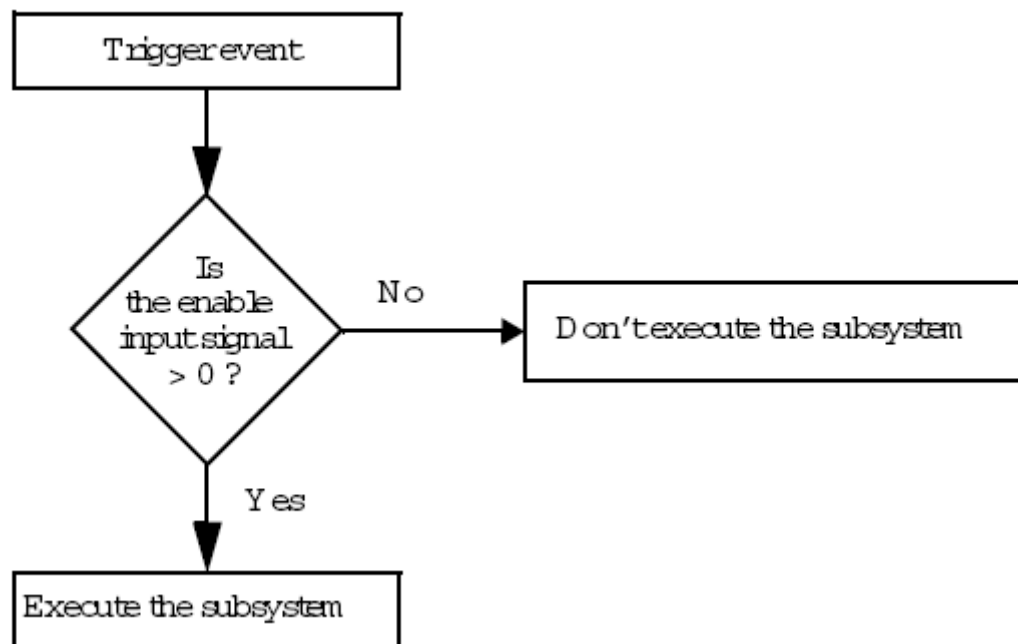 Trigger event
Is
the enable
input signal
> 0 ?
No
Don't execute the subsystem
Yes
Execute the subsystem